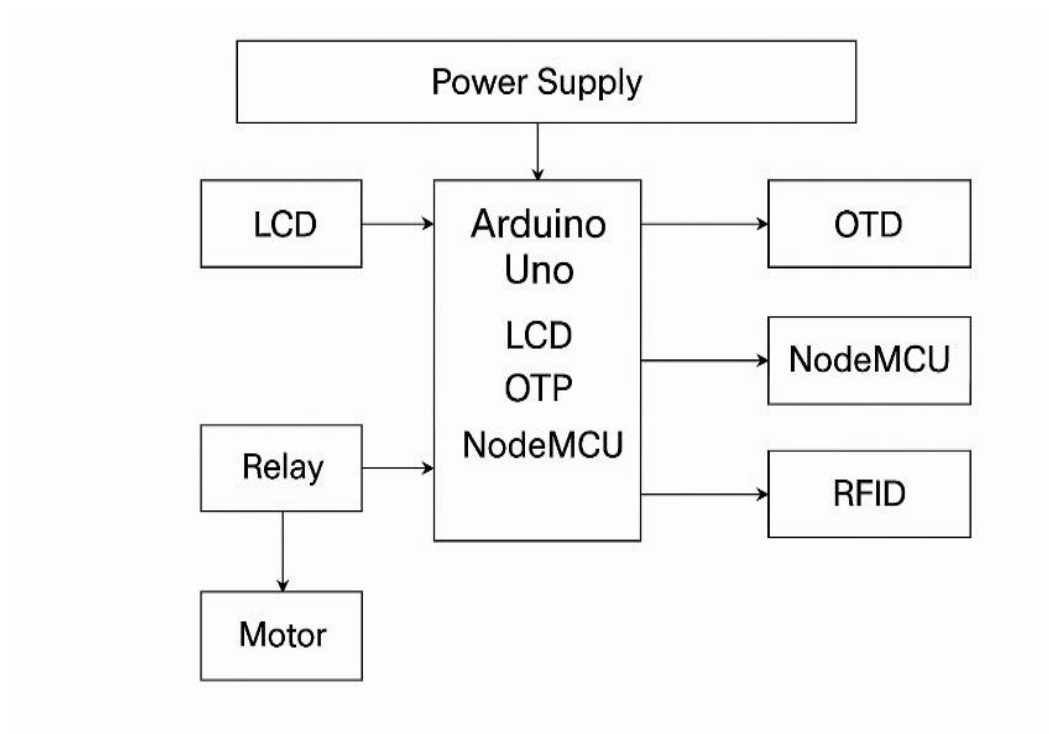 Power Supply
LCD
Arduino
Uno
LCD
OTP
NodeMCU
OTD
NodeMCU
RFID
Relay
Motor